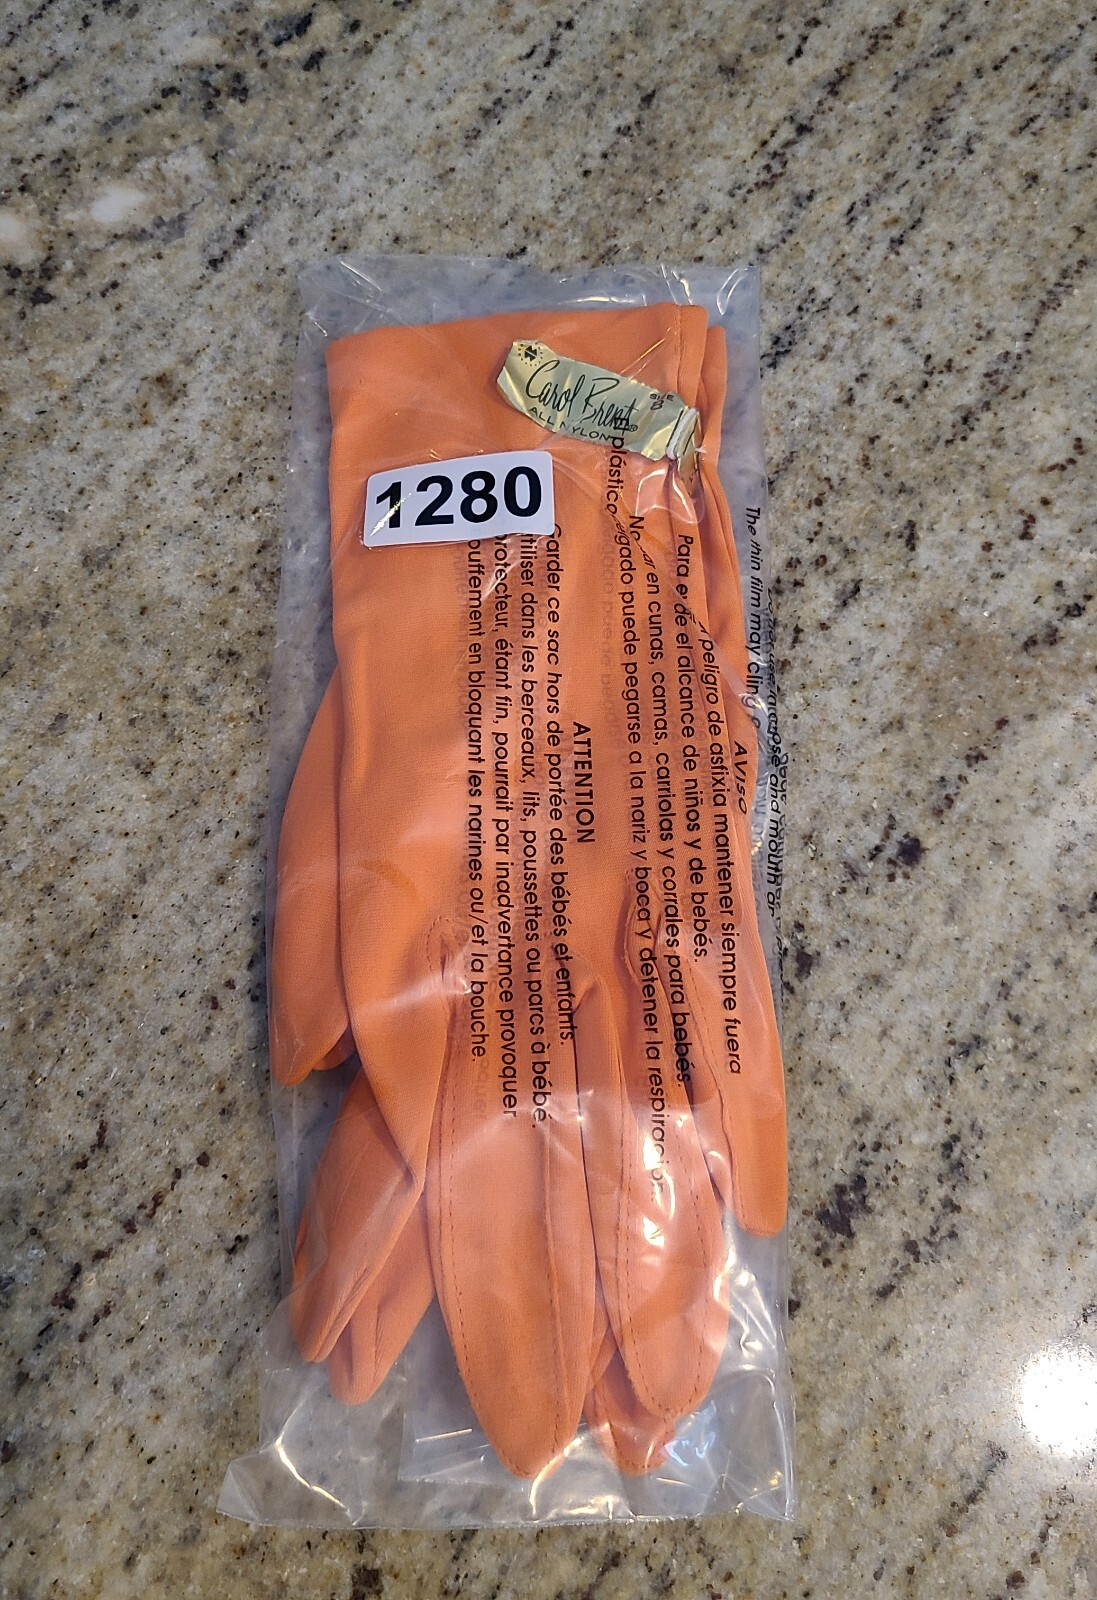 Carol Brent
ALL NYLON
SIZE
1280
ATTENTION
Garder ce sac hors de portée des bébés et enfants.
utiliser dans les berceaux, lits, poussettes ou parcs à bébé.
protecteur, étant fin, pourrait par inadvertance provoquer
ouffement en bloquant les narines ou/et la bouche.
AVISO
peligro de asfixia mantener siempre fuera
de el alcance de niños y de bebés.
No en cunas, camas, carriolas y corrales para bebés.
plástico puede pegarse a la nariz y boca y detener la respiración.
The thin film may cling
nose and mouth